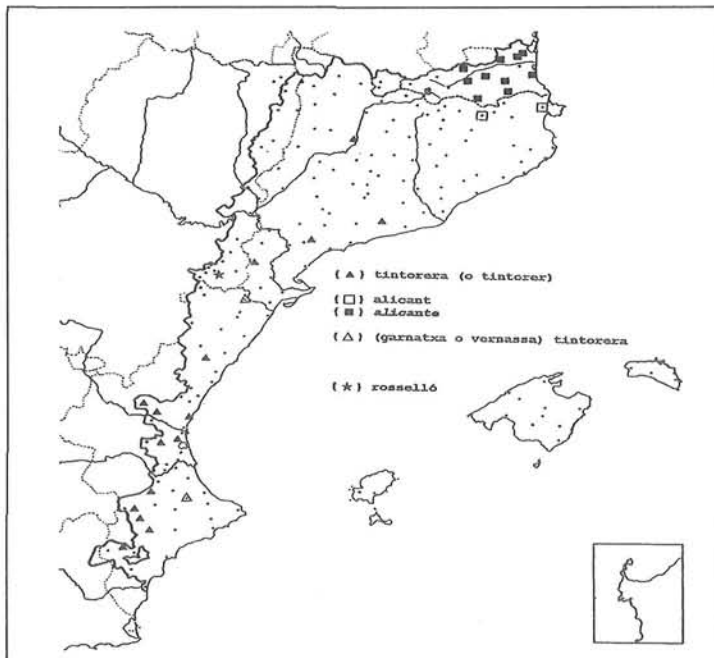 { ▲ } tintorera (o tintorer)
{ □ } alicant
{ ■ } alicante
{ △ } (garnatxa o vernassa) tintorera
{ ★ } rosselló